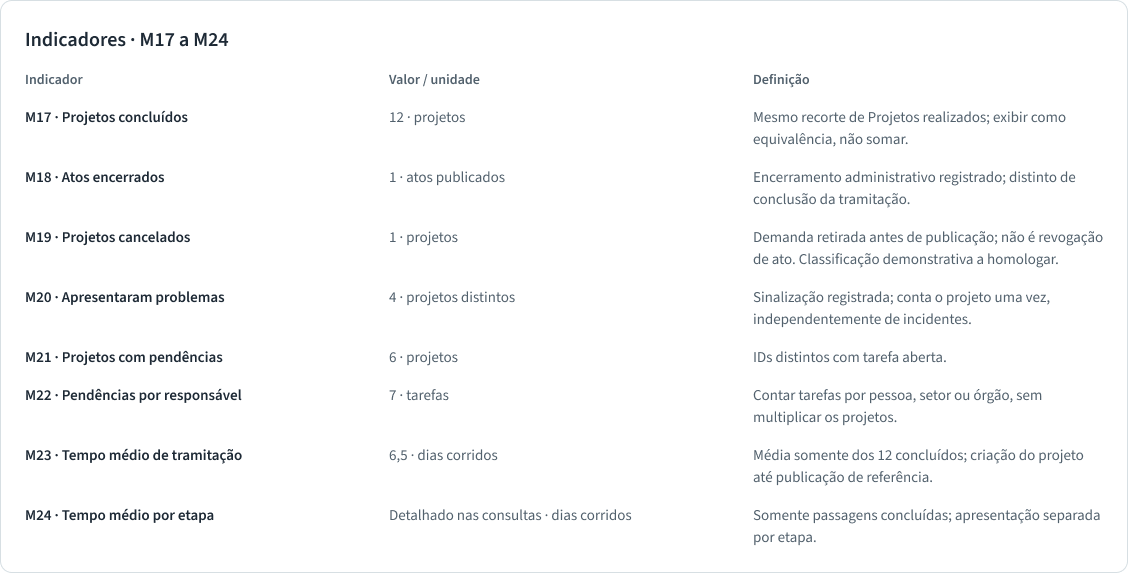 Indicadores · M17 a M24
Indicador Valor / unidade Definição
M17 · Projetos concluídos 12 · projetos Mesmo recorte de Projetos realizados; exibir como
equivalência, não somar.
M18 · Atos encerrados 1 · atos publicados Encerramento administrativo registrado; distinto de
conclusão da tramitação.
M19 · Projetos cancelados 1 · projetos Demanda retirada antes de publicação; não é revogação
de ato. Classificação demonstrativa a homologar.
M20 · Apresentaram problemas 4 · projetos distintos Sinalização registrada; conta o projeto uma vez,
independentemente de incidentes.
M21 · Projetos com pendências 6 · projetos IDs distintos com tarefa aberta.
M22 · Pendências por responsável 7 · tarefas Contar tarefas por pessoa, setor ou órgão, sem
multiplicar os projetos.
M23 · Tempo médio de tramitação 6,5 · dias corridos Média somente dos 12 concluídos; criação do projeto
até publicação de referência.
M24 · Tempo médio por etapa Detalhado nas consultas · dias corridos Somente passagens concluídas; apresentação separada
por etapa.